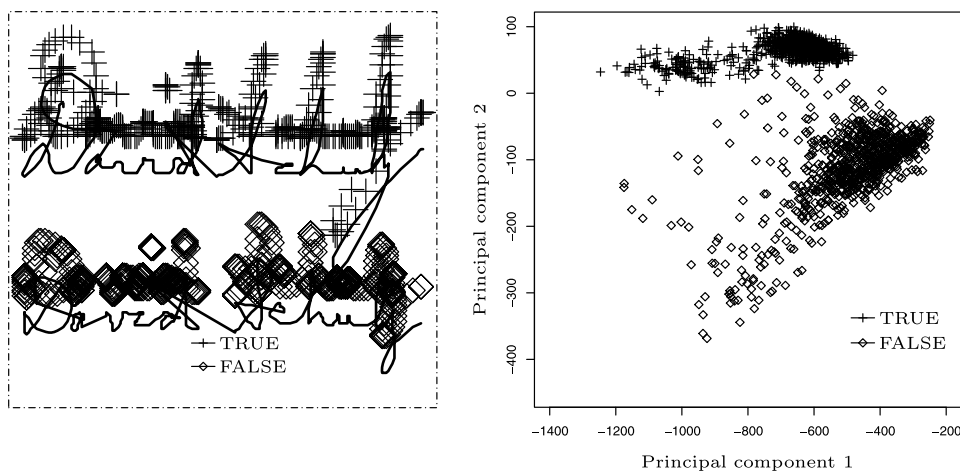 TRUE
FALSE
Principal component 2
100
0
−100
−200
−300
−400
TRUE
FALSE
−1400
−1200
−1000
−800
−600
−400
−200
Principal component 1